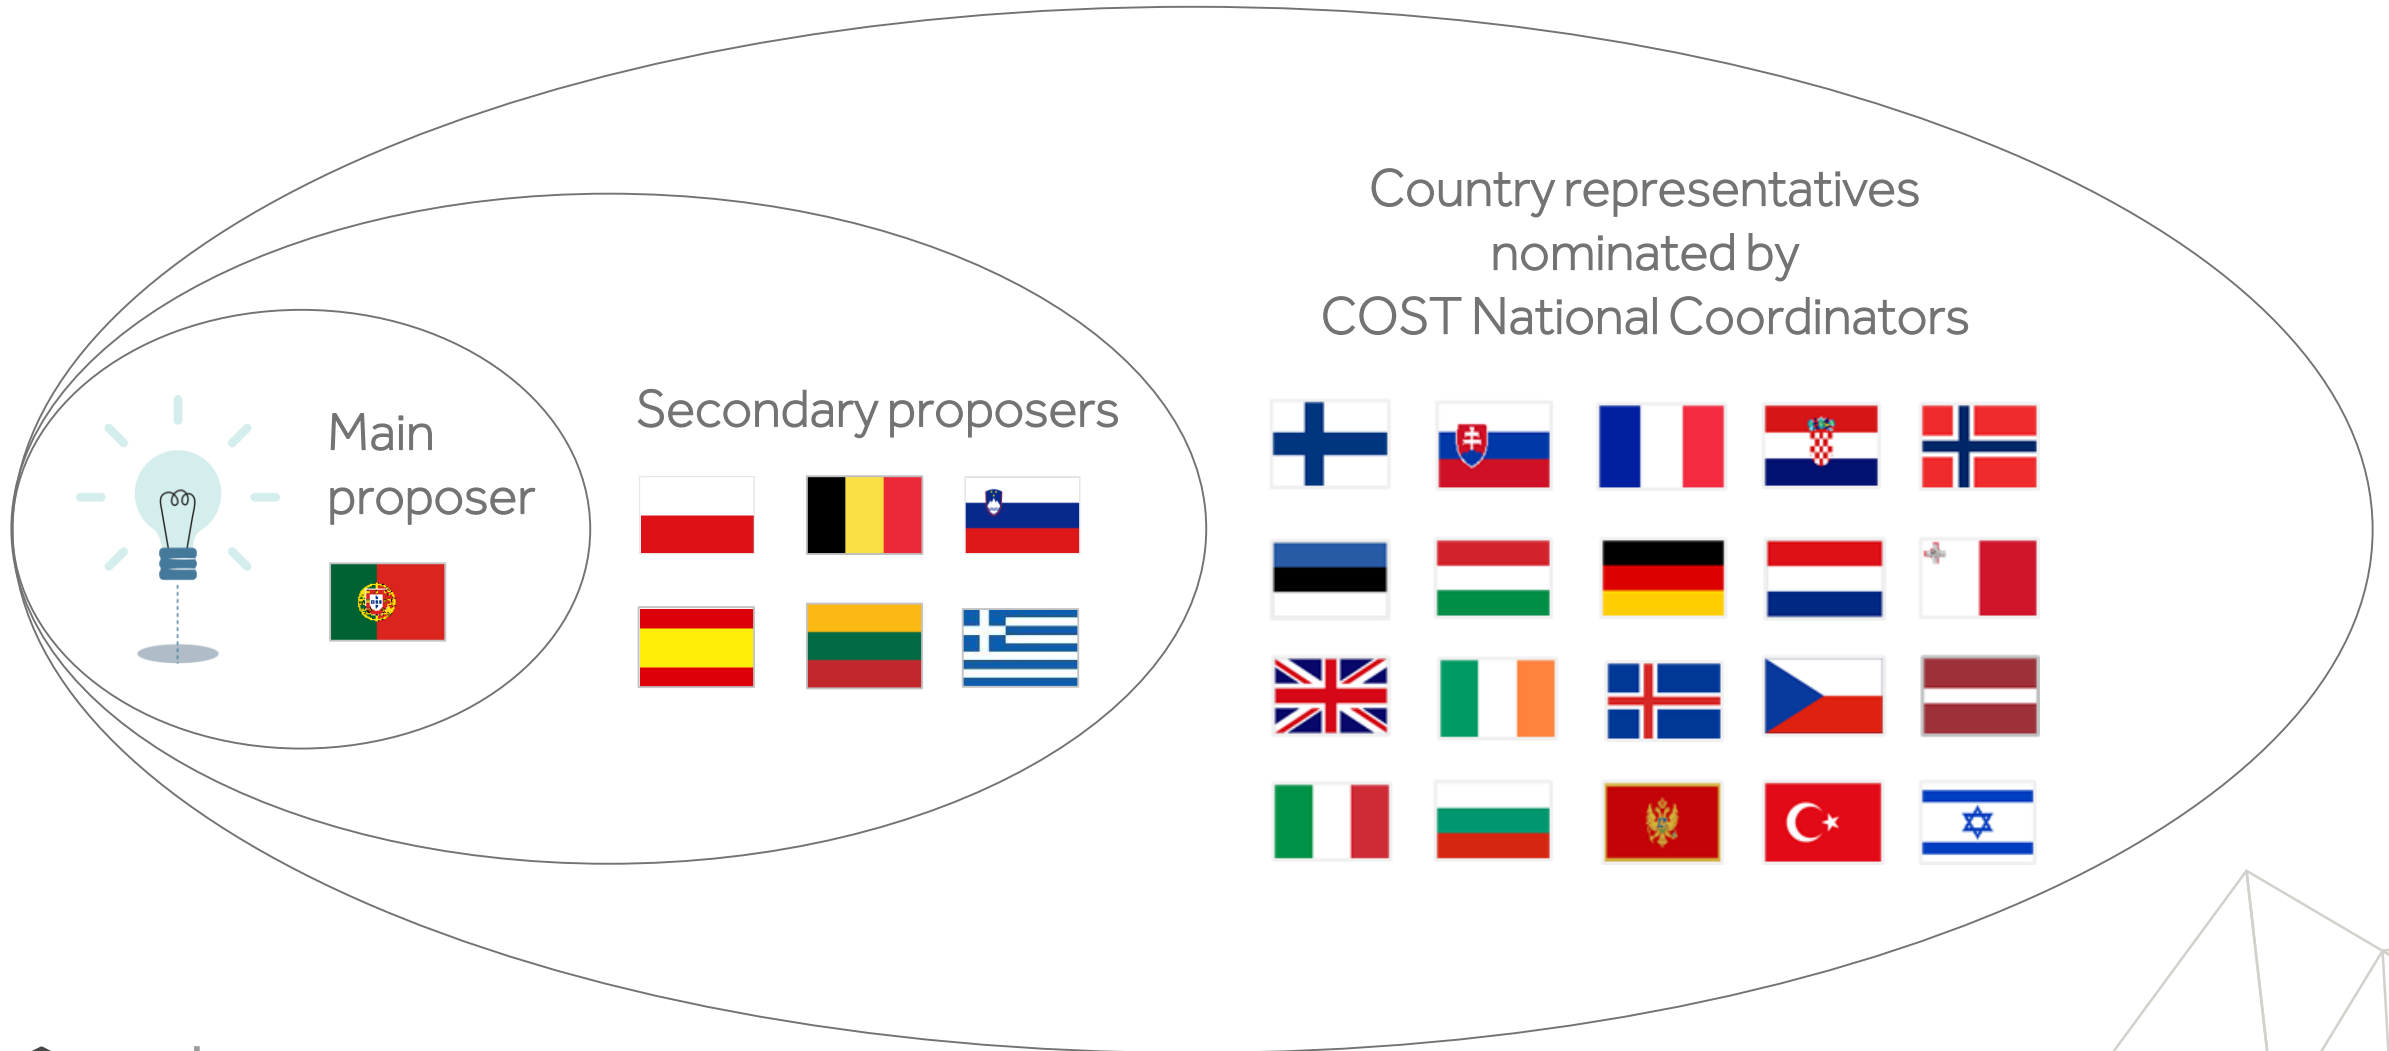 Main
proposer
Secondary proposers
Country representatives
nominated by
COST National Coordinators